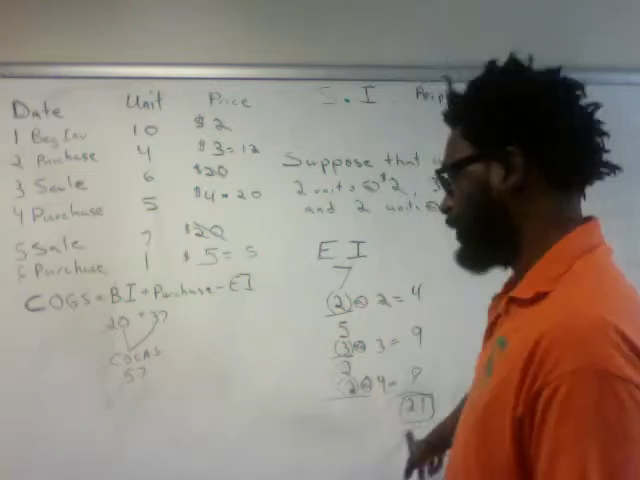 Date Unit Price
1 Beg Inv 10 $2
2 Purchase 4 $3 = 12
3 Sale 6 $20
4 Purchase 5 $4 = 20
5 Sale 7 $20
6 Purchase 1 $5 = 5
COGS = BI + Purchase - EI
20 + 37
COGAS
57
S.I
Suppose that
2 units @ $2, 3
and 2 units @
EI
7
(2) @ 2 = 4
5
(3) @ 3 = 9
2
(2) @ 4 = 8
21